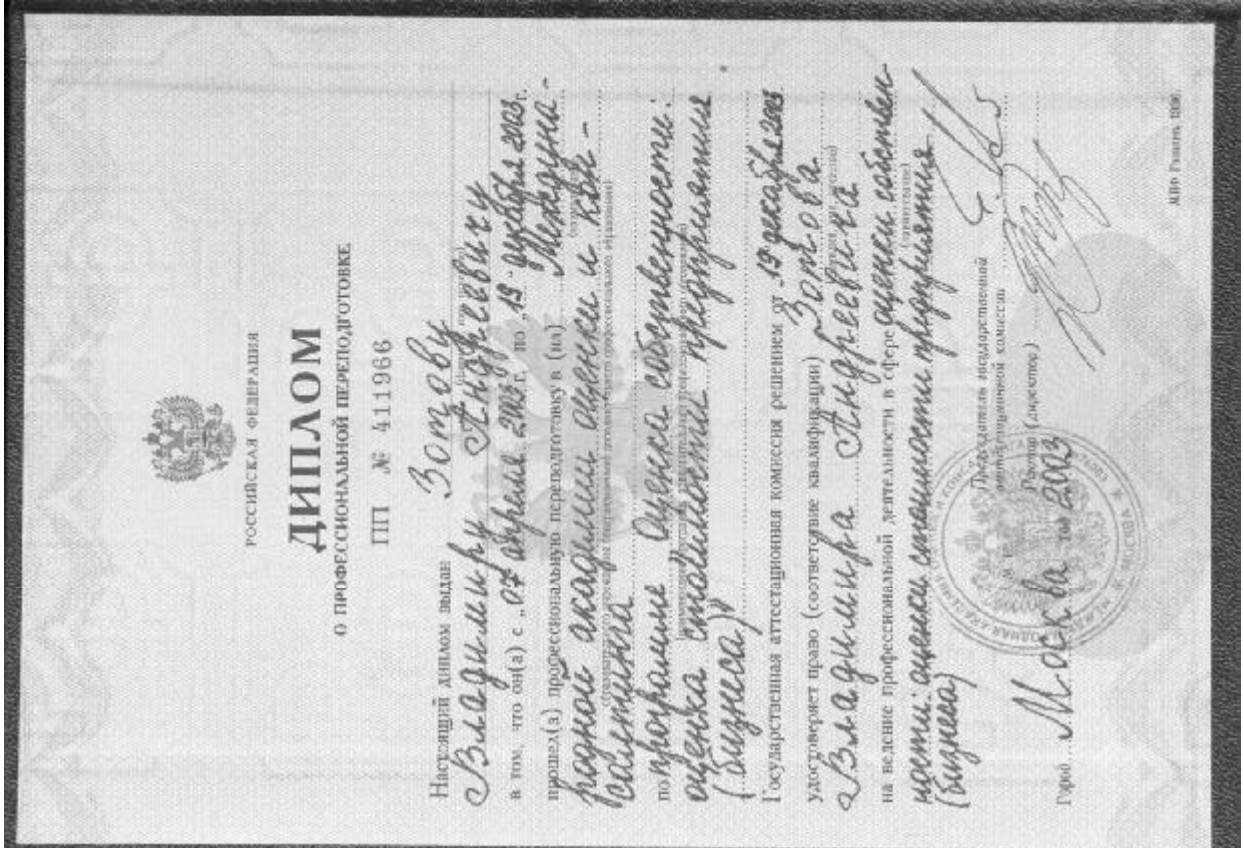 РОССИЙСКАЯ ФЕДЕРАЦИЯ
ДИПЛОМ
О ПРОФЕССИОНАЛЬНОЙ ПЕРЕПОДГОТОВКЕ
ПП № 411966
Настоящий диплом выдан Зотову
Владимиру Андреевичу
в том, что он(а) с „07" апреля 2003 г. по „19" декабря 2003 г.
прошел(а) профессиональную переподготовку в (на) Междуна-
родной академии оценки и кон-
салтинга
по программе Оценка собственности:
оценка стоимости предприятия
(бизнеса)
Государственная аттестационная комиссия решением от „19" декабря 2003
удостоверяет право (соответствие квалификации) Зотова
Владимира Андреевича
на ведение профессиональной деятельности в сфере оценки собствен-
ности: оценки стоимости предприятия
(бизнеса)
Председатель государственной
аттестационной комиссии
Ректор (директор)
Город Москва 2003
МОСКВА